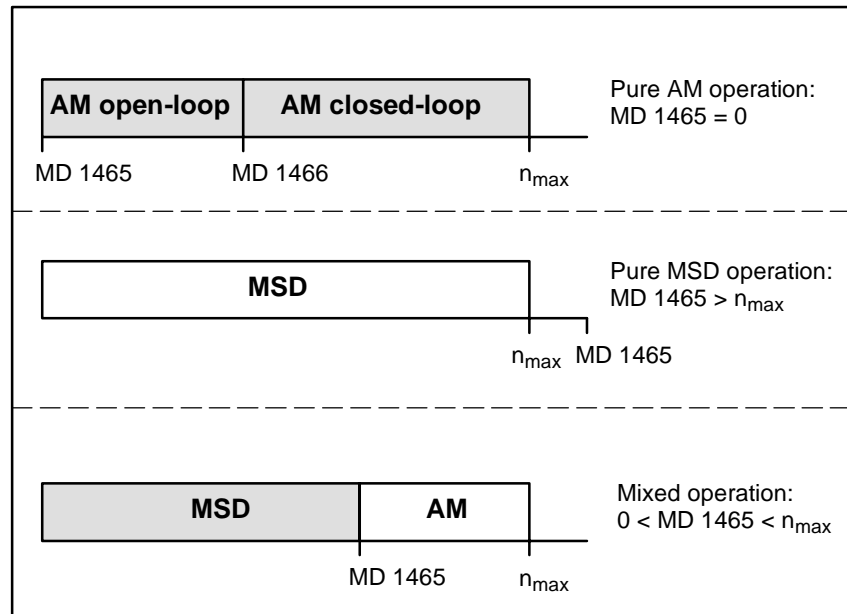 AM open-loop AM closed-loop
Pure AM operation:
MD 1465 = 0
MD 1465 MD 1466 nmax
MSD
Pure MSD operation:
MD 1465 > nmax
nmax MD 1465
MSD AM
Mixed operation:
0 < MD 1465 < nmax
MD 1465 nmax